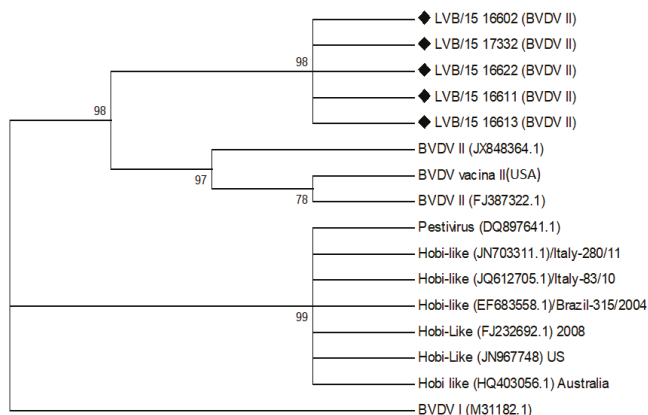 ◆ LVB/15 16602 (BVDV II)
◆ LVB/15 17332 (BVDV II)
98 ◆ LVB/15 16622 (BVDV II)
◆ LVB/15 16611 (BVDV II)
98
◆ LVB/15 16613 (BVDV II)
BVDV II (JX848364.1)
97
BVDV vacina II(USA)
78
BVDV II (FJ387322.1)
Pestivirus (DQ897641.1)
Hobi-like (JN703311.1)/Italy-280/11
Hobi-like (JQ612705.1)/Italy-83/10
Hobi-like (EF683558.1)/Brazil-315/2004
99
Hobi-Like (FJ232692.1) 2008
Hobi-Like (JN967748) US
Hobi like (HQ403056.1) Australia
BVDV I (M31182.1)